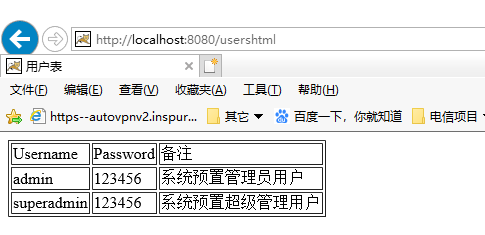 http://localhost:8080/usershtml
用户表
文件(F) 编辑(E) 查看(V) 收藏夹(A) 工具(T) 帮助(H)
https--autovpnv2.inspur... 其它 百度一下，你就知道 电信项目
Username Password 备注
admin 123456 系统预置管理员用户
superadmin 123456 系统预置超级管理用户